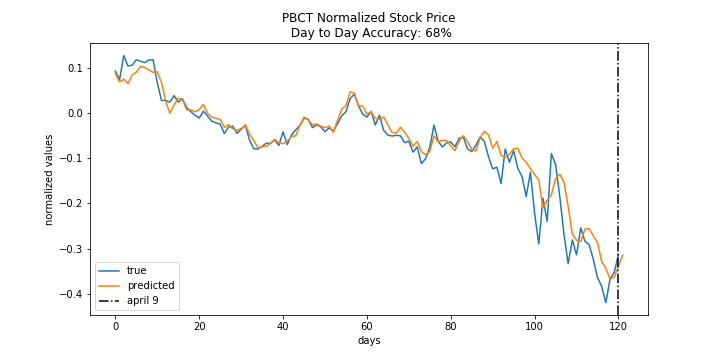 PBCT Normalized Stock Price
Day to Day Accuracy: 68%
normalized values
0.1
0.0
−0.1
−0.2
−0.3
−0.4
true
predicted
april 9
0 20 40 60 80 100 120
days